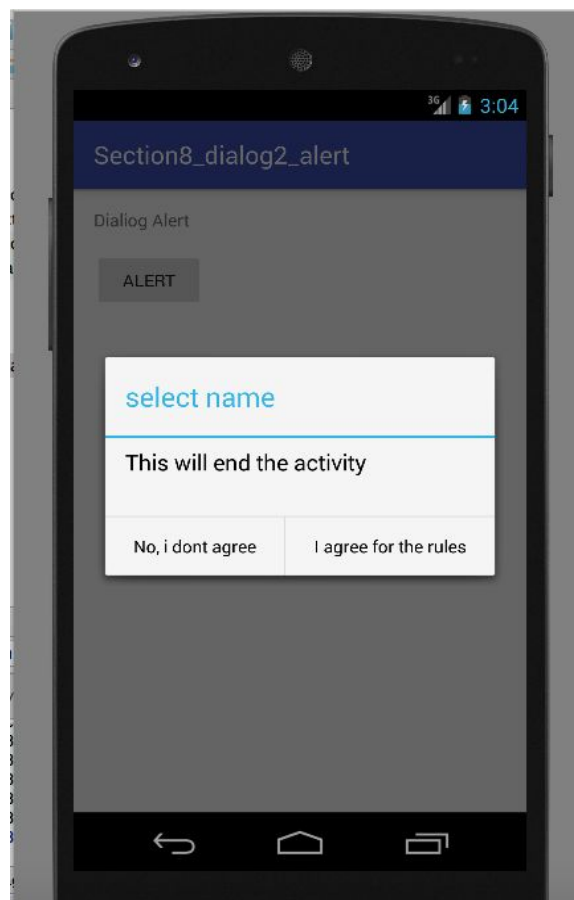 3G 3:04
Section8_dialog2_alert
Dialiog Alert
ALERT
select name
This will end the activity
No, i dont agree
I agree for the rules